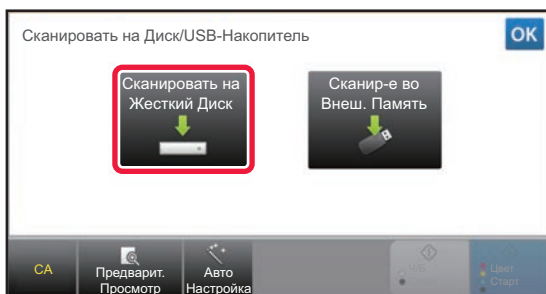 Сканировать на Диск/USB-Накопитель
OK
Сканировать на
Жесткий Диск
Сканир-е во
Внеш. Память
CA
Предварит.
Просмотр
Авто
Настройка
Ч/Б
Цвет
Старт